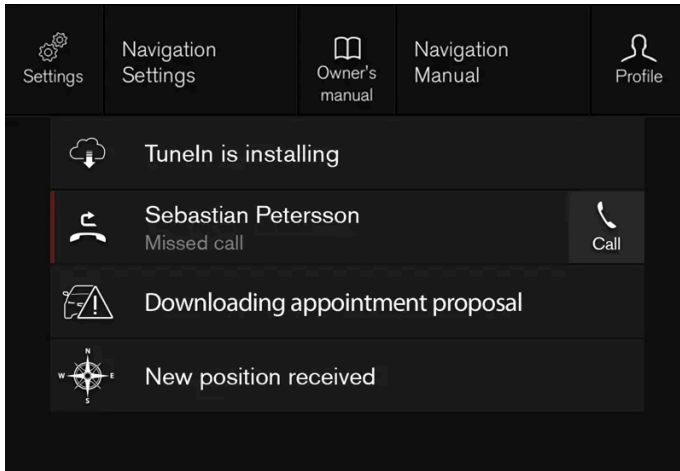 Settings
Navigation
Settings
Owner's
manual
Navigation
Manual
Profile
TuneIn is installing
Sebastian Petersson
Missed call
Call
Downloading appointment proposal
N
W
E
S
New position received